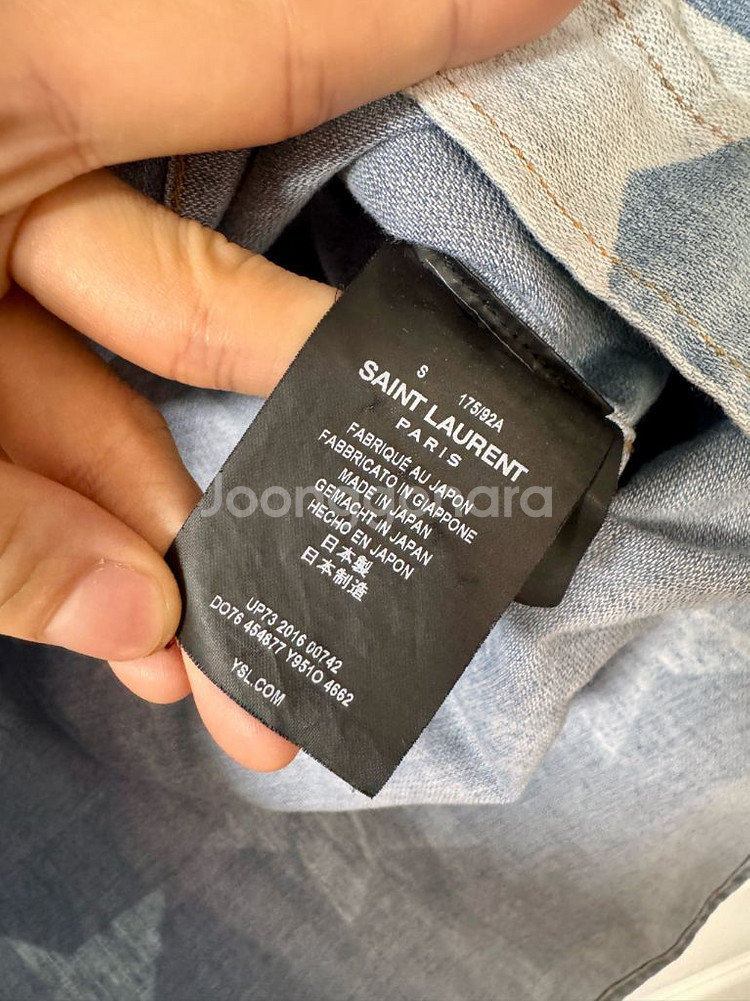 S 175/92A
SAINT LAURENT
PARIS
FABRIQUÉ AU JAPON
FABBRICATO IN GIAPPONE
MADE IN JAPAN
GEMACHT IN JAPAN
HECHO EN JAPON
日本製
日本制造
UP73 2016 00742
DO76 454877 Y951O 4662
YSL.COM
Joonggonara